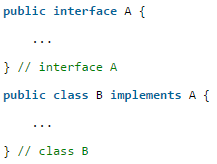 public interface A {
...
} // interface A
public class B implements A {
...
} // class B